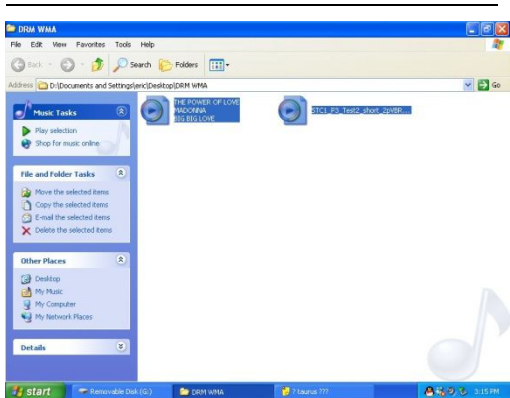 DRM WMA
File Edit View Favorites Tools Help
Back Search Folders
Address D:\Documents and Settings\eric\Desktop\DRM WMA Go
Music Tasks
Play selection
Shop for music online
File and Folder Tasks
Move the selected items
Copy the selected items
E-mail the selected items
Delete the selected items
Other Places
Desktop
My Music
My Computer
My Network Places
Details
THE POWER OF LOVE
MADONNA
BIG BIG LOVE
STC1_P3_Test2_short_2pVBR...
start Removable Disk (G:) DRM WMA ? taurus ??? 3:15 PM